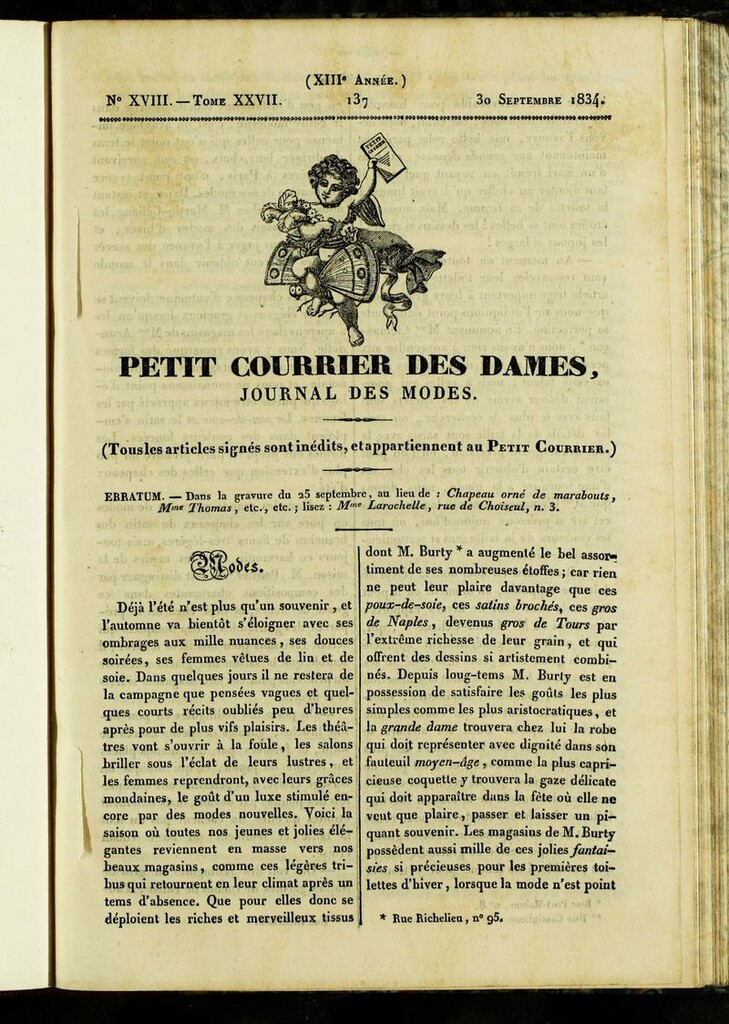 (XIIIe Année.)
No XVIII. — Tome XXVII. 137 30 Septembre 1834.
PETIT
COURRIER
PETIT COURRIER DES DAMES,
JOURNAL DES MODES.
(Tous les articles signés sont inédits, et appartiennent au Petit Courrier.)
ERRATUM. — Dans la gravure du 25 septembre, au lieu de : Chapeau orné de marabouts,
Mme Thomas, etc., etc. ; lisez : Mme Larochelle, rue de Choiseul, n. 3.
Modes.
Déjà l'été n'est plus qu'un souvenir, et
l'automne va bientôt s'éloigner avec ses
ombrages aux mille nuances, ses douces
soirées, ses femmes vêtues de lin et de
soie. Dans quelques jours il ne restera de
la campagne que pensées vagues et quel-
ques courts récits oubliés peu d'heures
après pour de plus vifs plaisirs. Les théâ-
tres vont s'ouvrir à la foule, les salons
briller sous l'éclat de leurs lustres, et
les femmes reprendront, avec leurs grâces
mondaines, le goût d'un luxe stimulé en-
core par des modes nouvelles. Voici la
saison où toutes nos jeunes et jolies élé-
gantes reviennent en masse vers nos
beaux magasins, comme ces légères tri-
bus qui retournent en leur climat après un
tems d'absence. Que pour elles donc se
déploient les riches et merveilleux tissus
dont M. Burty * a augmenté le bel assor-
timent de ses nombreuses étoffes ; car rien
ne peut leur plaire davantage que ces
poux-de-soie, ces satins brochés, ces gros
de Naples, devenus gros de Tours par
l'extrême richesse de leur grain, et qui
offrent des dessins si artistement combi-
nés. Depuis loug-tems M. Burty est en
possession de satisfaire les goûts les plus
simples comme les plus aristocratiques, et
la grande dame trouvera chez lui la robe
qui doit représenter avec dignité dans son
fauteuil moyen-âge, comme la plus capri-
cieuse coquette y trouvera la gaze délicate
qui doit apparaître dans la fête où elle ne
veut que plaire, passer et laisser un pi-
quant souvenir. Les magasins de M. Burty
possèdent aussi mille de ces jolies fantai-
sies si précieuses pour les premières toi-
lettes d'hiver, lorsque la mode n'est point
* Rue Richelieu, no 95.